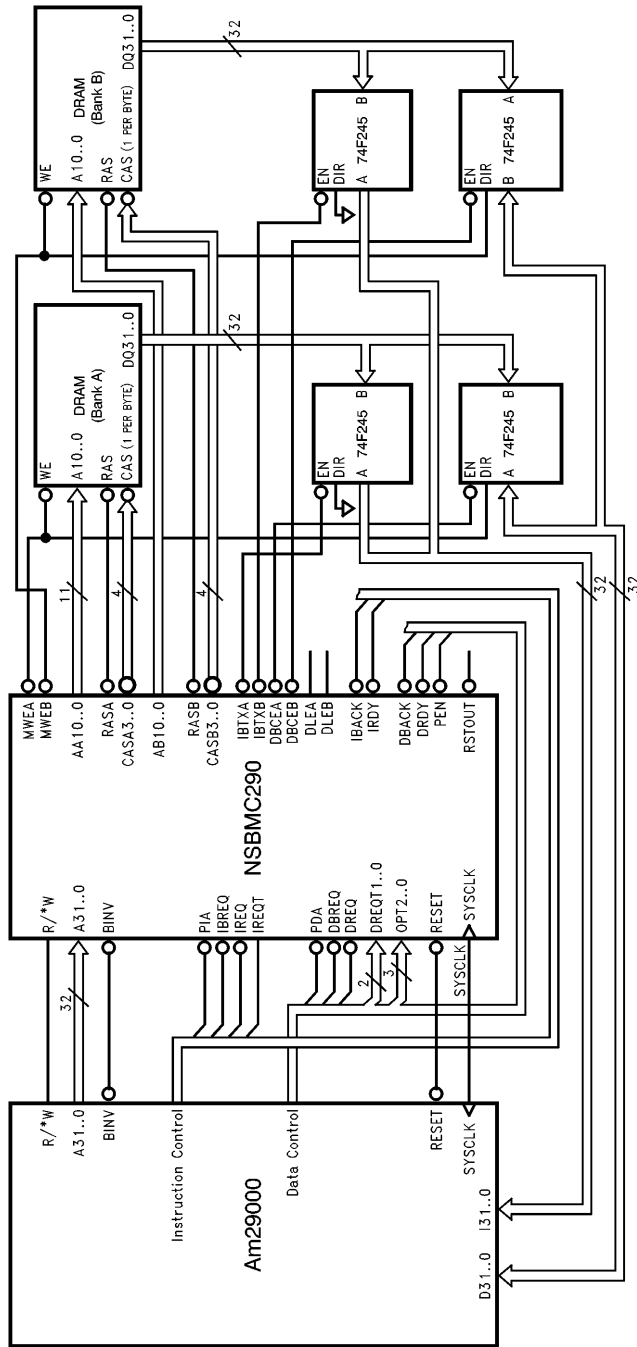 Am29000
R/*W
A31..0
BINV
Instruction Control
Data Control
RESET
SYSCLK
D31..0
I31..0
32
NSBMC290
R/*W
A31..0
BINV
PIA
IBREQ
IREQ
IREQT
PDA
DBREQ
DREQ
DREQT1..0
OPT2..0
RESET
SYSCLK
SYSCLK
2
3
MWEA
MWEB
AA10..0
RASA
CASA3..0
AB10..0
RASB
CASB3..0
IBTXA
IBTXB
DBCEA
DBCEB
DLEA
DLEB
IBACK
IRDY
DBACK
DRDY
PEN
RSTOUT
11
4
4
WE
A10..0
RAS
CAS (1 PER BYTE)
DRAM
(Bank A)
DQ31..0
32
WE
A10..0
RAS
CAS (1 PER BYTE)
DRAM
(Bank B)
DQ31..0
32
EN
DIR
A
74F245
B
EN
DIR
A
74F245
B
EN
DIR
A
74F245
B
EN
DIR
B
74F245
A
32
32